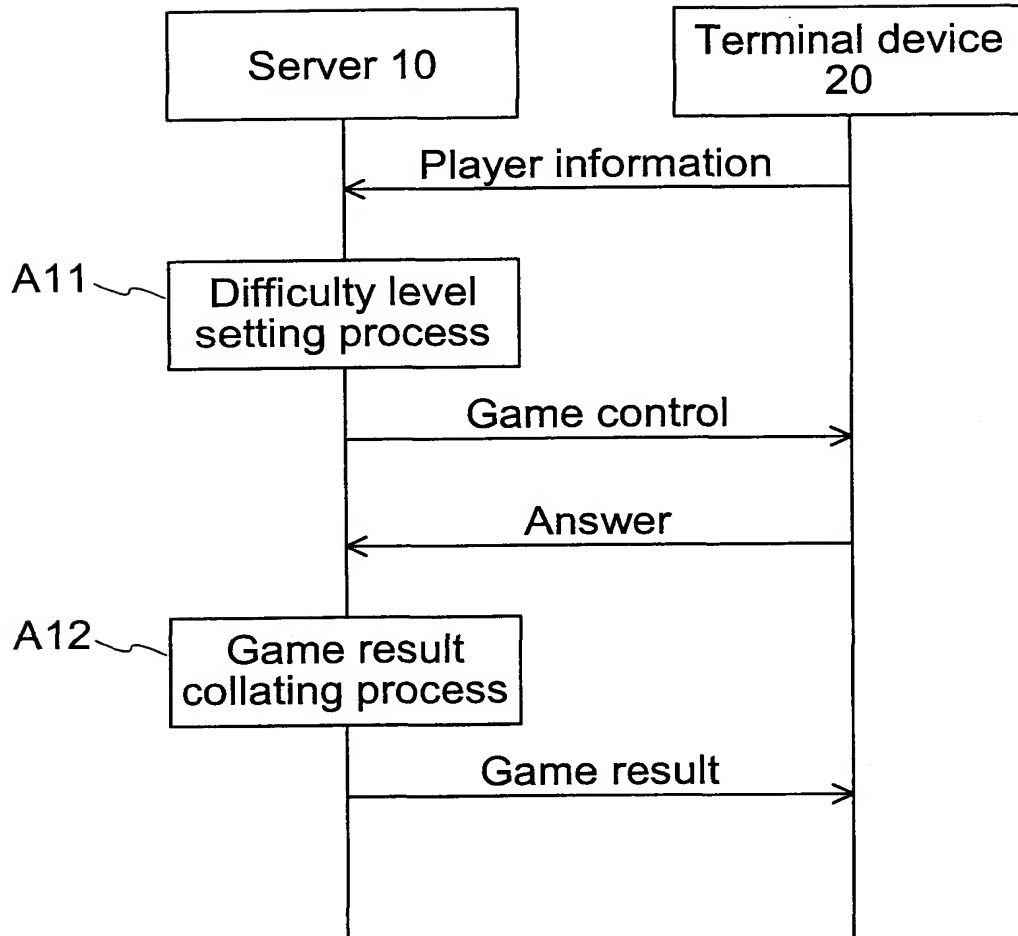 Server 10
Terminal device
20
Player information
A11
Difficulty level
setting process
Game control
Answer
A12
Game result
collating process
Game result